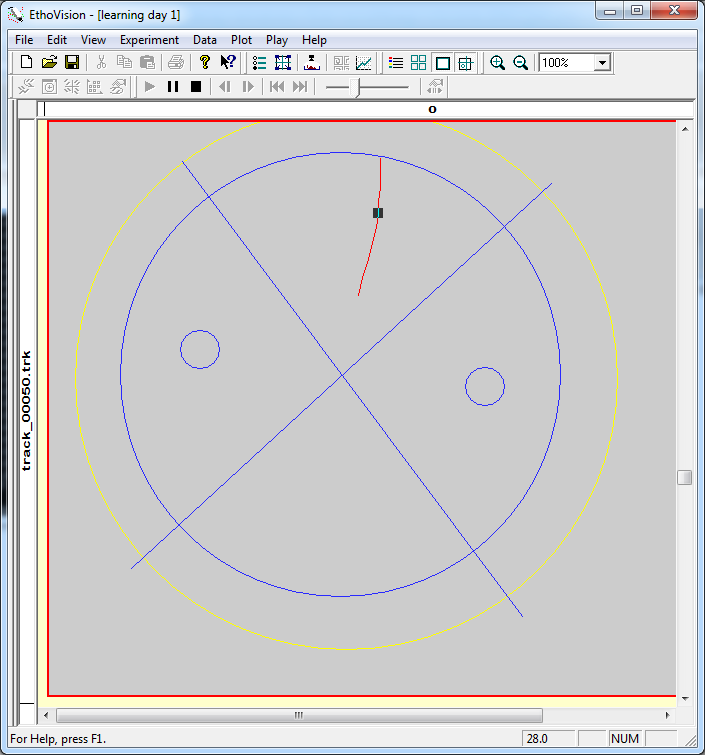 EthoVision - [learning day 1]
File Edit View Experiment Data Plot Play Help
100%
0
track_00050.trk
For Help, press F1.
28.0
NUM